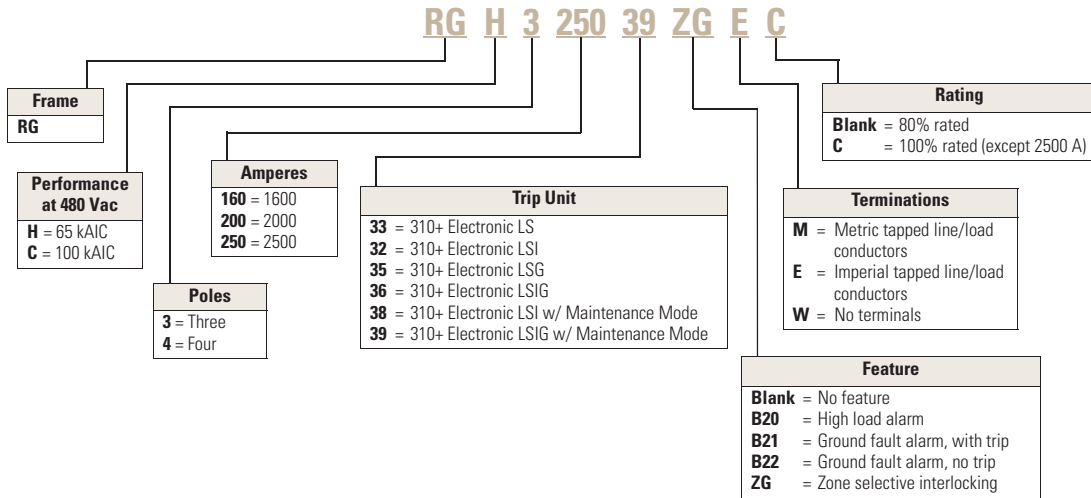 RG H 3 250 39 ZG E C
Frame
RG
Performance
at 480 Vac
H = 65 kAIC
C = 100 kAIC
Poles
3 = Three
4 = Four
Amperes
160 = 1600
200 = 2000
250 = 2500
Trip Unit
33 = 310+ Electronic LS
32 = 310+ Electronic LSI
35 = 310+ Electronic LSG
36 = 310+ Electronic LSIG
38 = 310+ Electronic LSI w/ Maintenance Mode
39 = 310+ Electronic LSIG w/ Maintenance Mode
Feature
Blank = No feature
B20 = High load alarm
B21 = Ground fault alarm, with trip
B22 = Ground fault alarm, no trip
ZG = Zone selective interlocking
Terminations
M = Metric tapped line/load
conductors
E = Imperial tapped line/load
conductors
W = No terminals
Rating
Blank = 80% rated
C = 100% rated (except 2500 A)